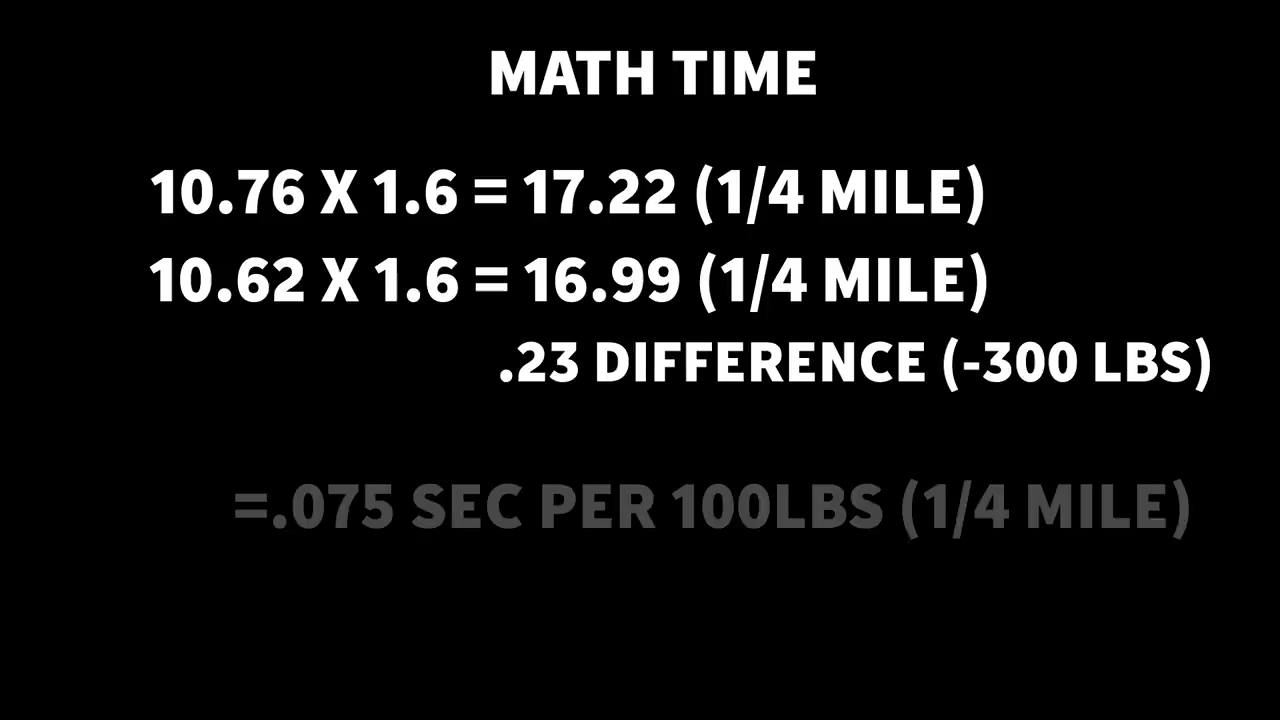 MATH TIME
10.76 X 1.6 = 17.22 (1/4 MILE)
10.62 X 1.6 = 16.99 (1/4 MILE)
.23 DIFFERENCE (-300 LBS)
=.075 SEC PER 100LBS (1/4 MILE)